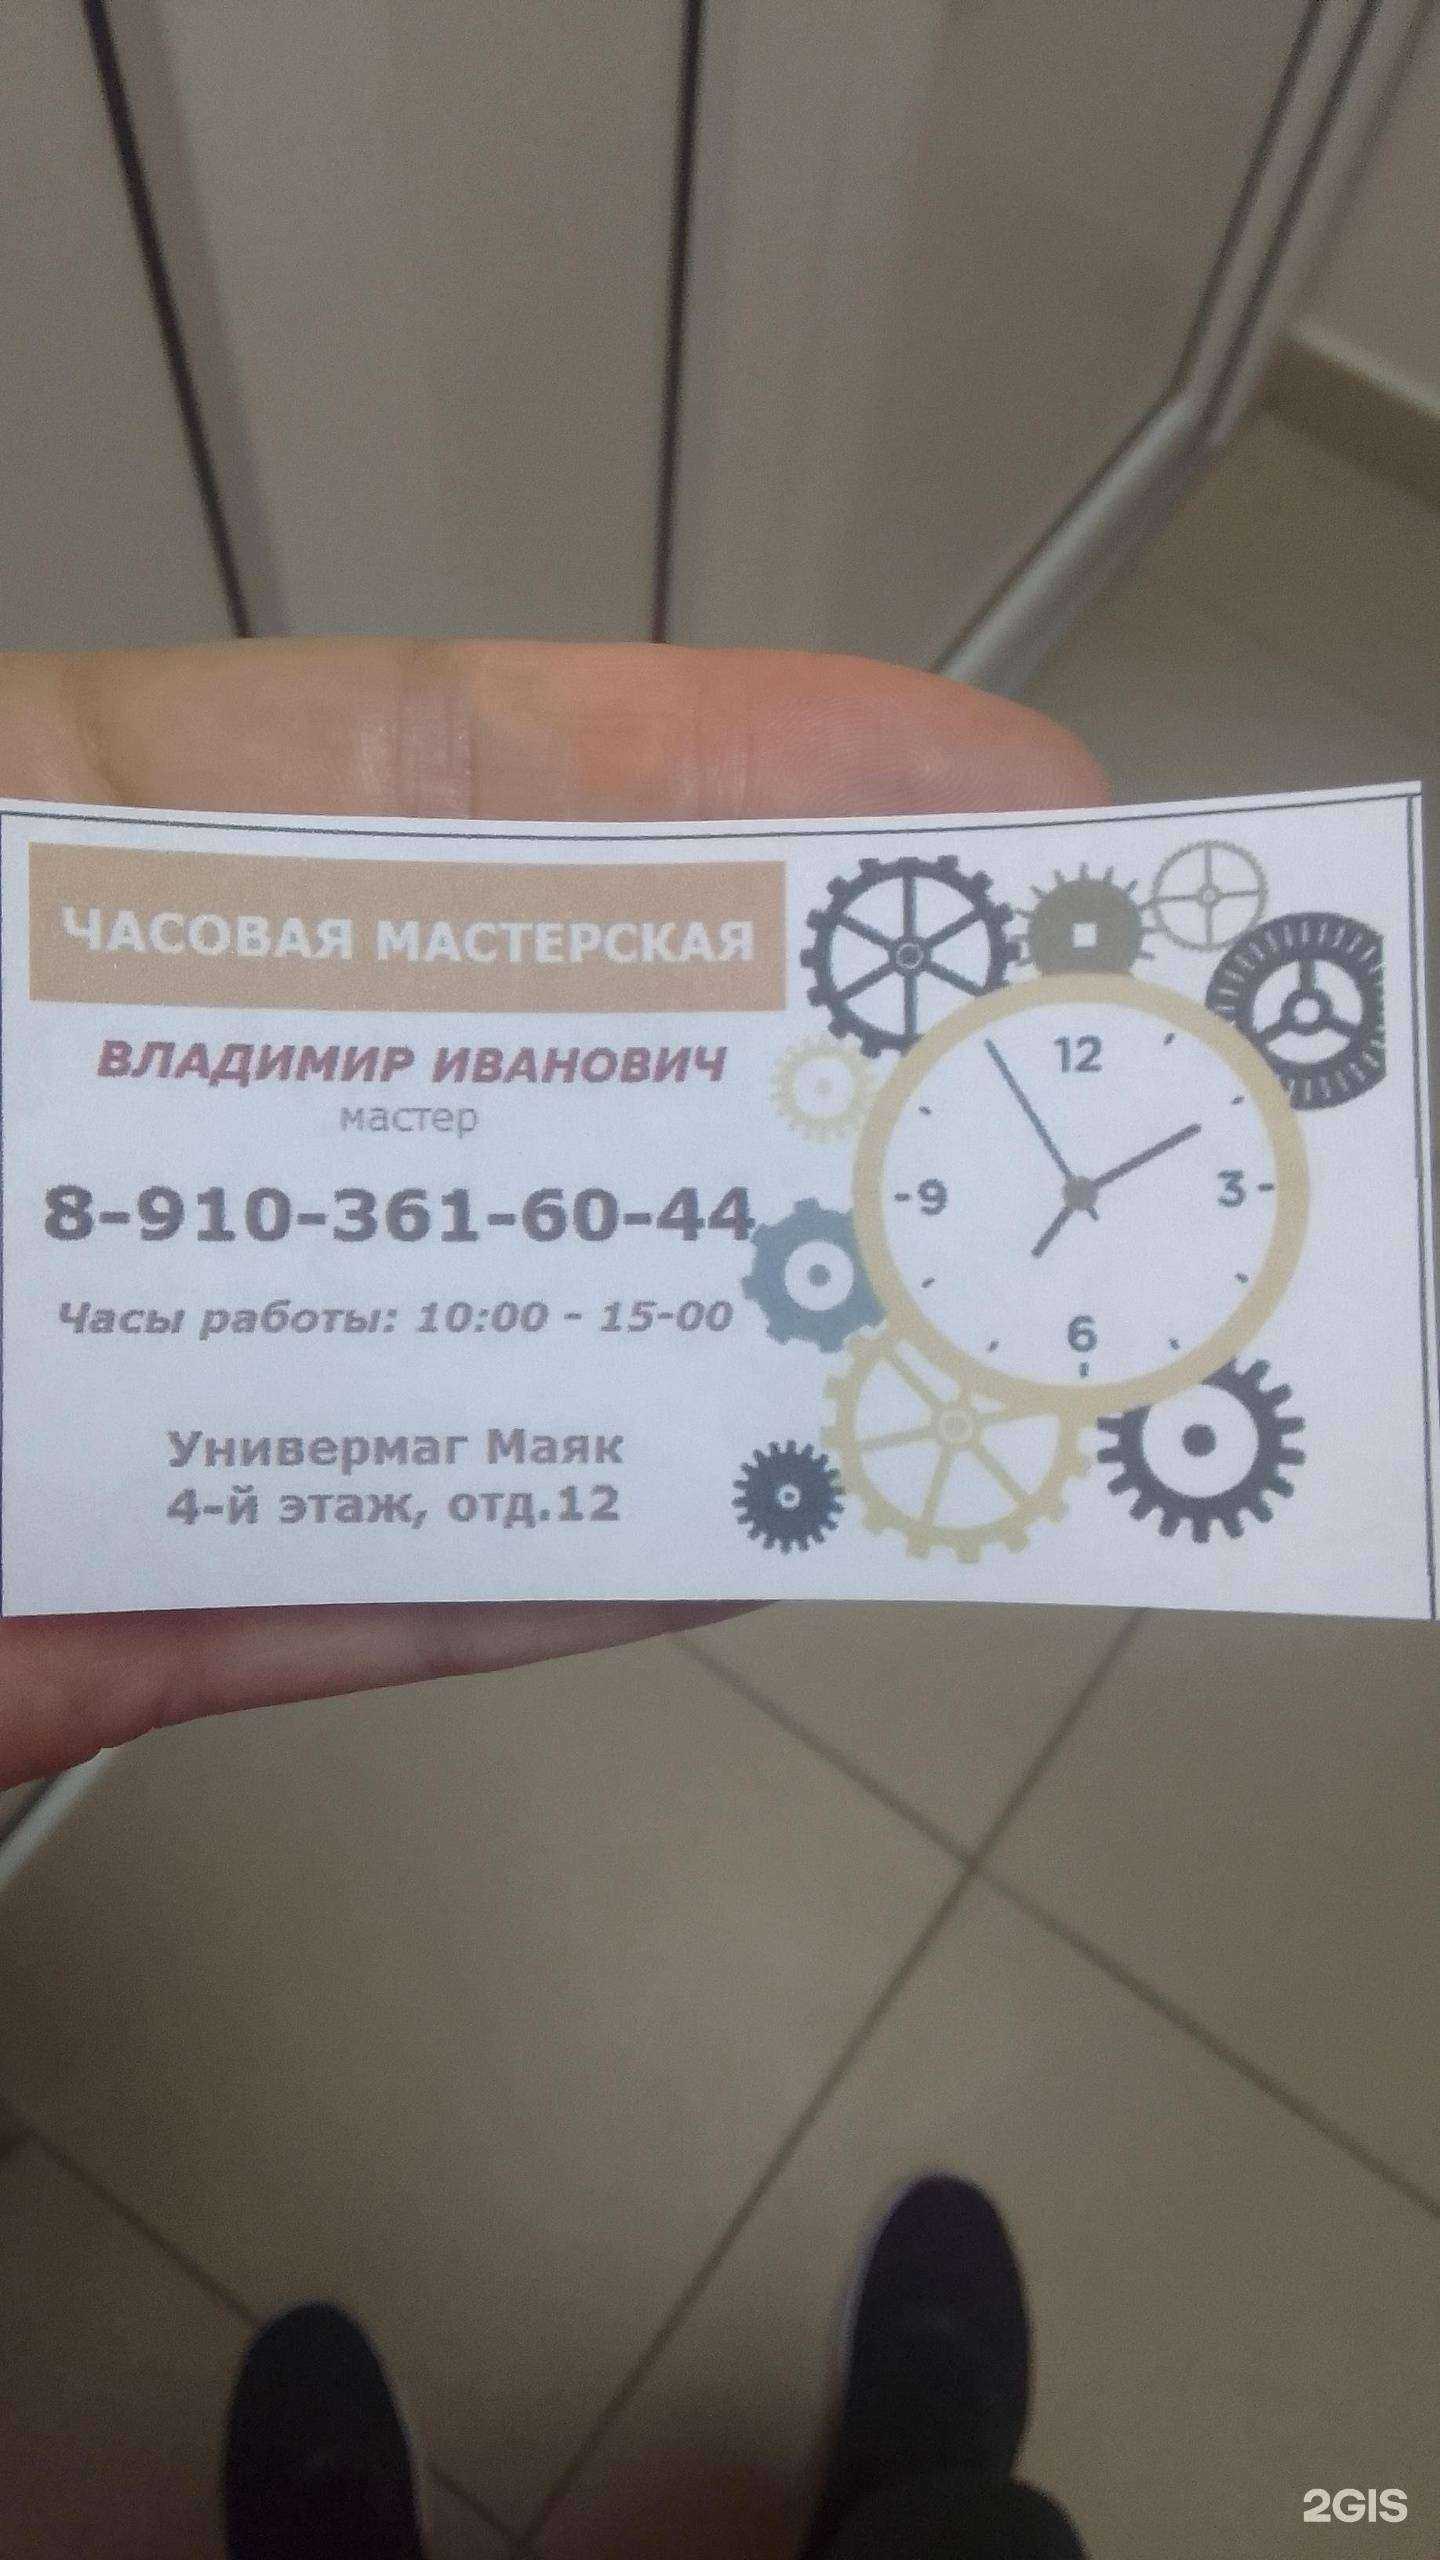 ЧАСОВАЯ МАСТЕРСКАЯ
ВЛАДИМИР ИВАНОВИЧ
мастер
8-910-361-60-44
Часы работы: 10:00 - 15-00
Универмаг Маяк
4-й этаж, отд.12
12
-9
3-
6
2GIS